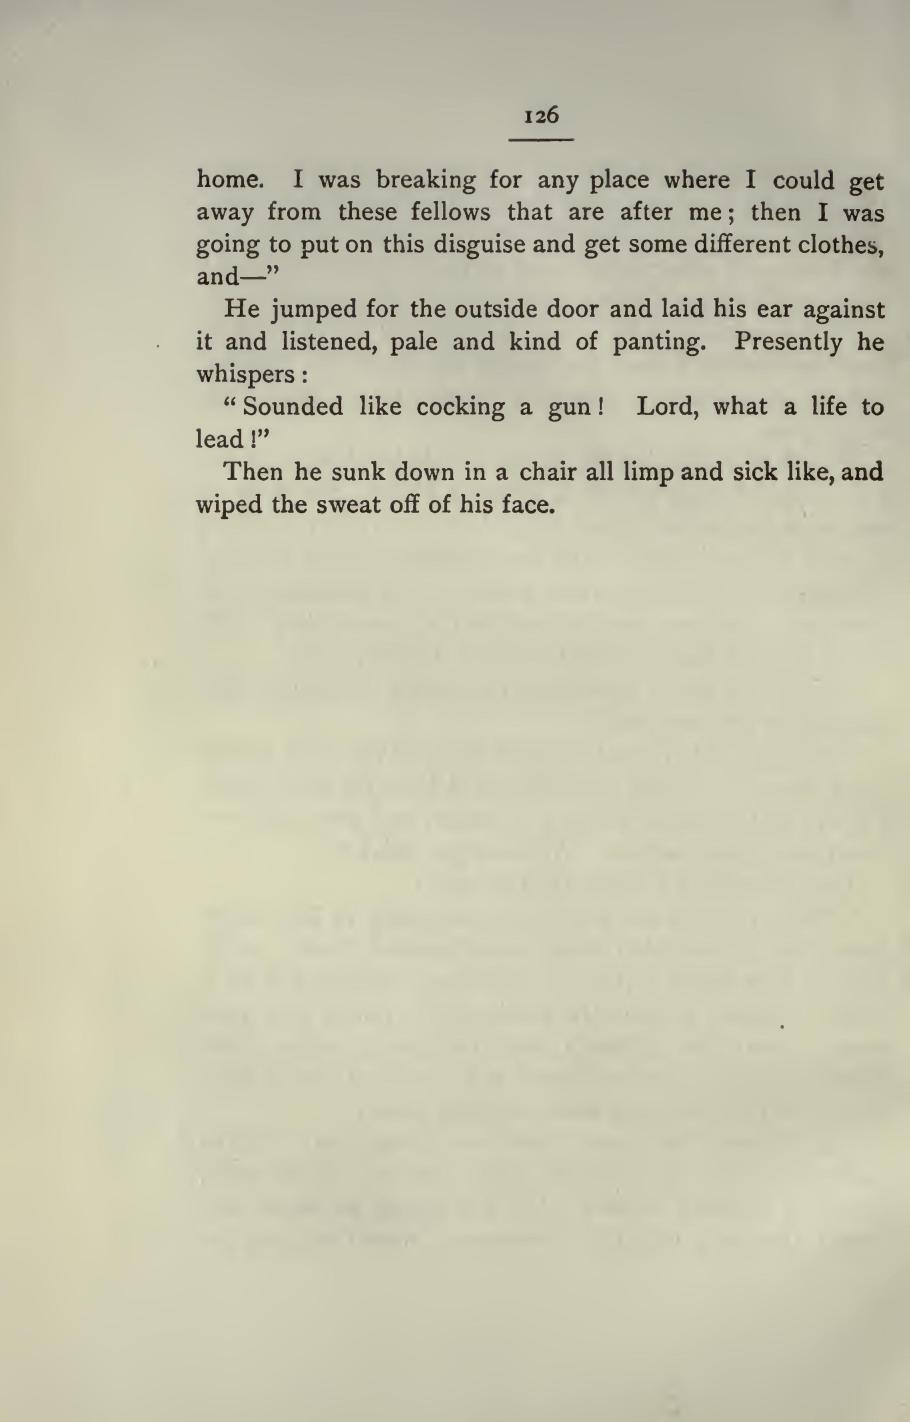 126
home. I was breaking for any place where I could get
away from these fellows that are after me; then I was
going to put on this disguise and get some different clothes,
and—”
He jumped for the outside door and laid his ear against
it and listened, pale and kind of panting. Presently he
whispers :
“ Sounded like cocking a gun ! Lord, what a life to
lead !”
Then he sunk down in a chair all limp and sick like, and
wiped the sweat off of his face.